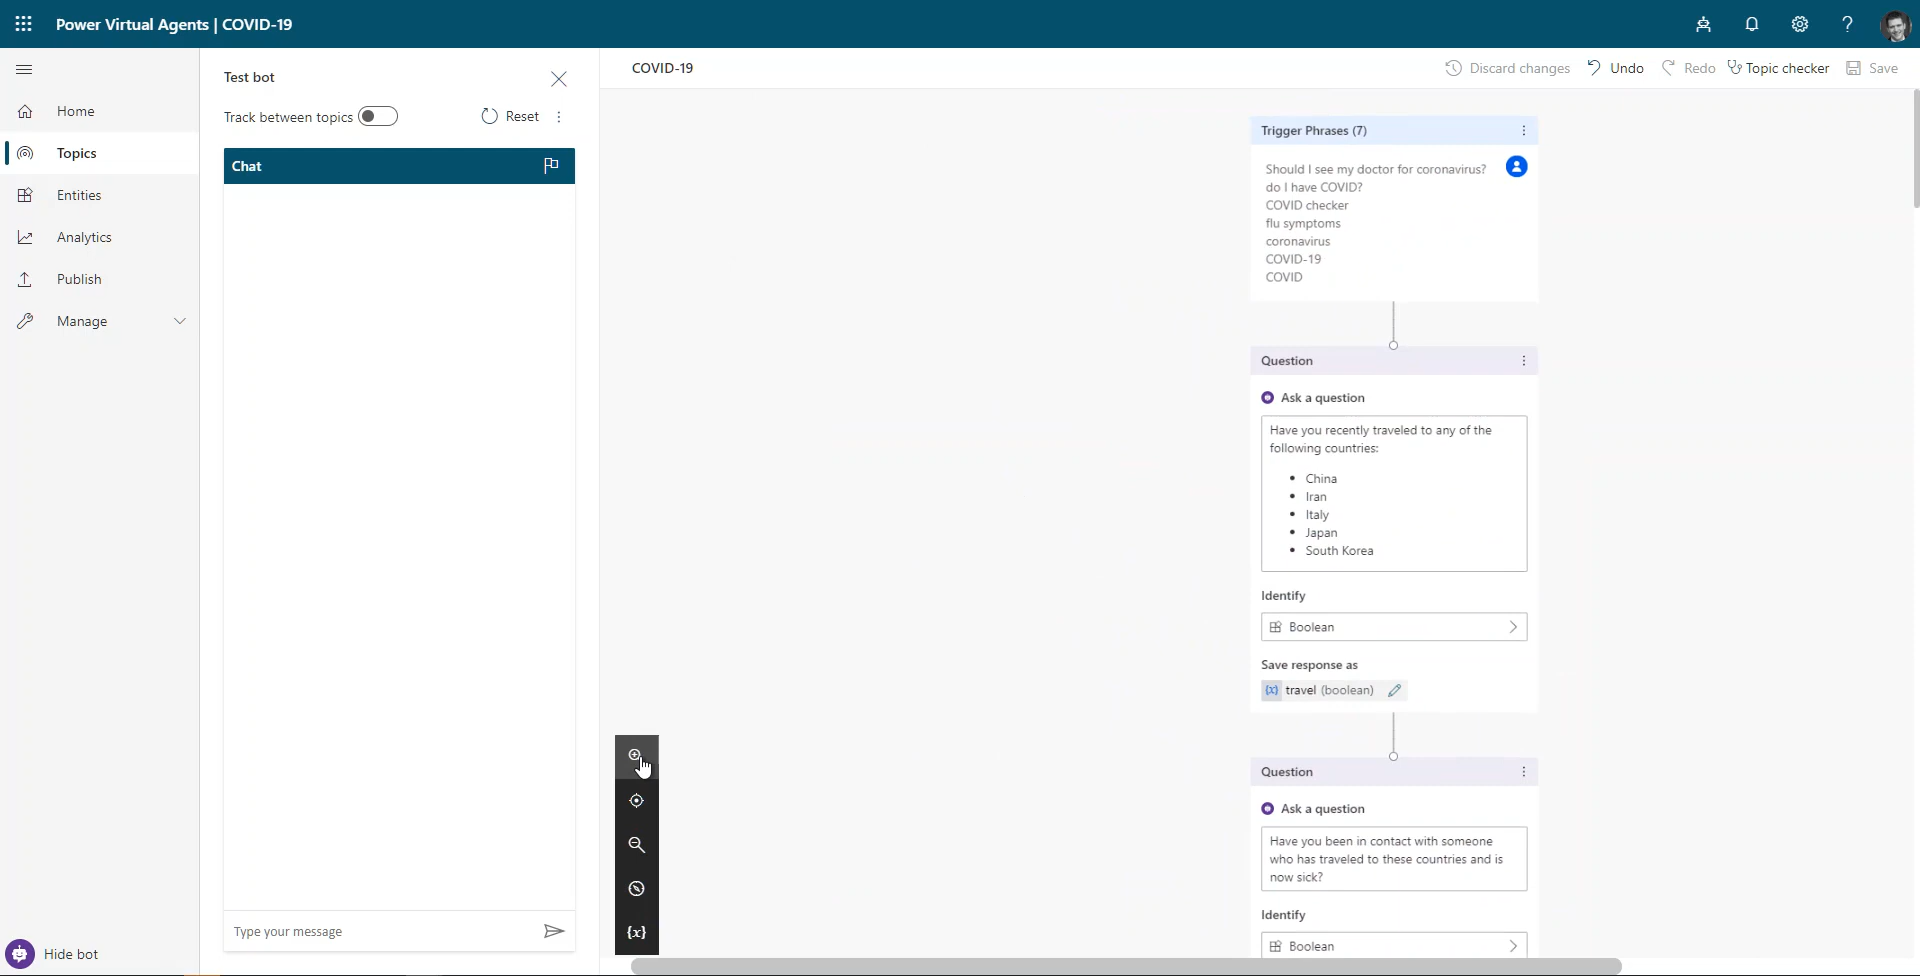 Power Virtual Agents | COVID-19
Home
Topics
Entities
Analytics
Publish
Manage
Hide bot
Test bot
Track between topics
Reset
Chat
Type your message
COVID-19
Discard changes
Undo
Redo
Topic checker
Save
{x}
Trigger Phrases (7)
Should I see my doctor for coronavirus?
do I have COVID?
COVID checker
flu symptoms
coronavirus
COVID-19
COVID
Question
Ask a question
Have you recently traveled to any of the
following countries:
• China
• Iran
• Italy
• Japan
• South Korea
Identify
Boolean
Save response as
{x} travel (boolean)
Question
Ask a question
Have you been in contact with someone
who has traveled to these countries and is
now sick?
Identify
Boolean